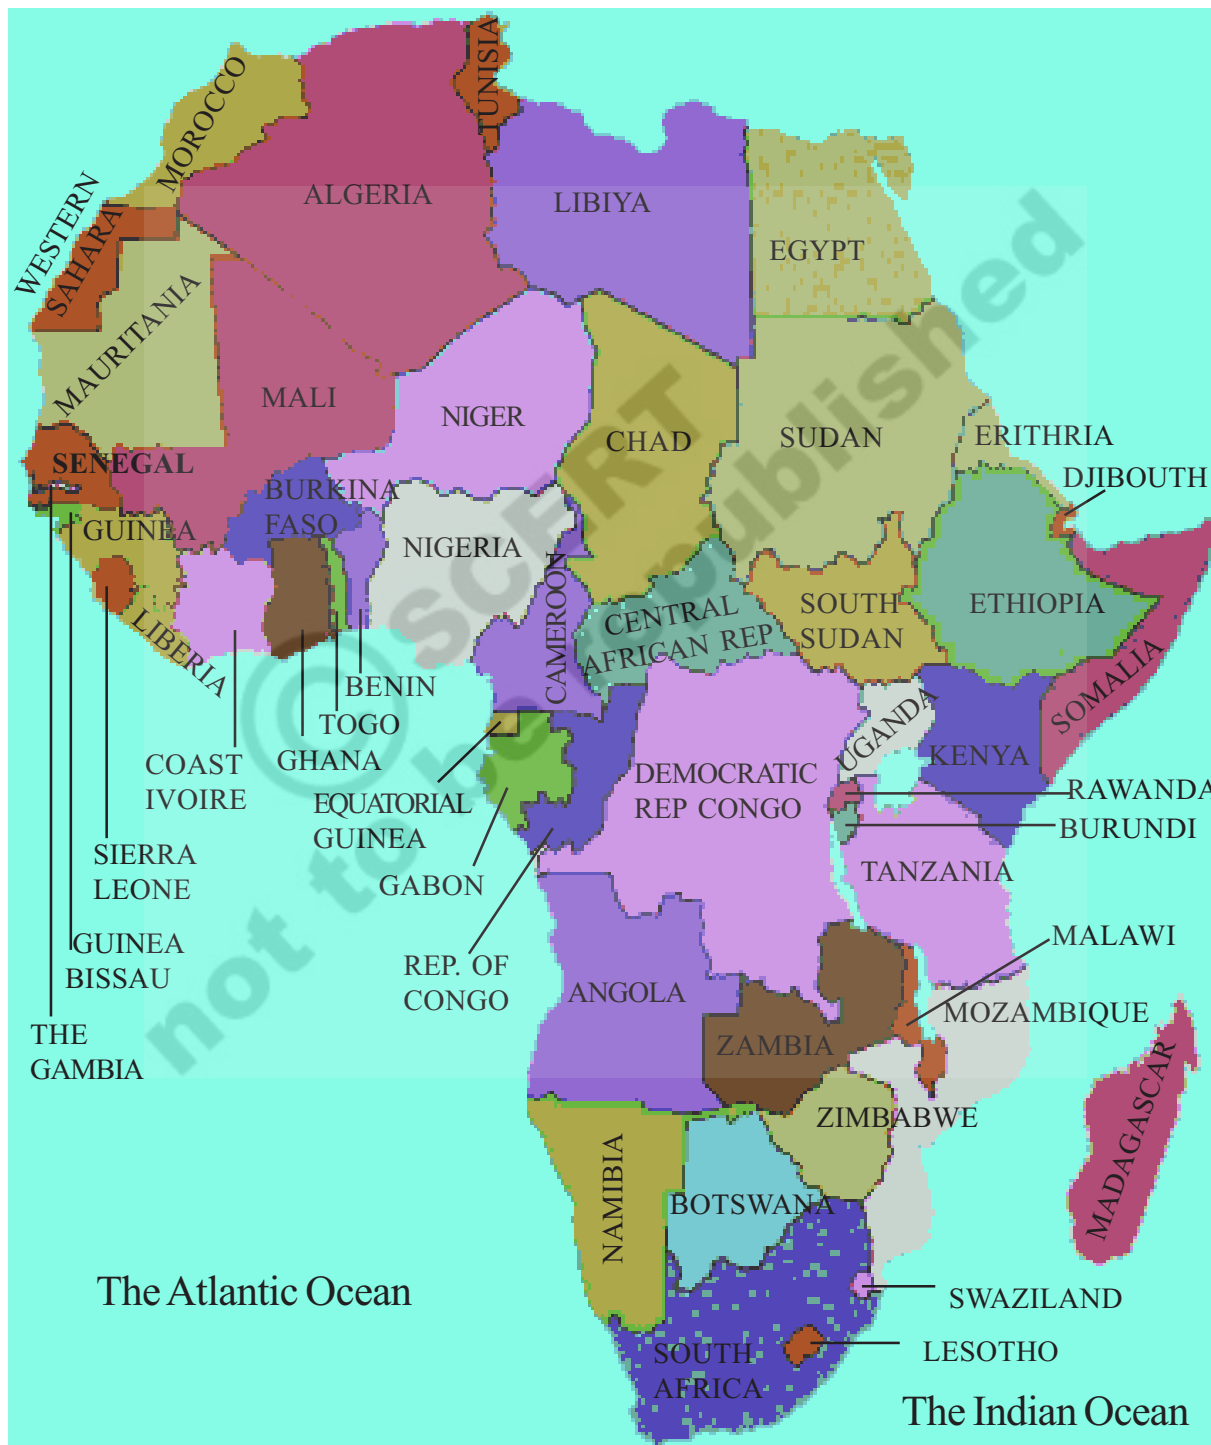 TUNISIA
MOROCCO
ALGERIA
LIBIYA
EGYPT
WESTERN
SAHARA
MAURITANIA
MALI
NIGER
CHAD
SUDAN
ERITHRIA
DJIBOUTH
SENEGAL
BURKINA
FASO
GUINEA
NIGERIA
CAMEROON
CENTRAL
AFRICAN REP
SOUTH
SUDAN
ETHIOPIA
SOMALIA
LIBERIA
BENIN
TOGO
GHANA
COAST
IVOIRE
EQUATORIAL
GUINEA
UGANDA
KENYA
DEMOCRATIC
REP CONGO
RAWANDA
BURUNDI
SIERRA
LEONE
GABON
TANZANIA
GUINEA
BISSAU
REP. OF
CONGO
ANGOLA
MALAWI
MOZAMBIQUE
THE
GAMBIA
ZAMBIA
ZIMBABWE
MADAGASCAR
NAMIBIA
BOTSWANA
The Atlantic Ocean
SWAZILAND
LESOTHO
SOUTH
AFRICA
The Indian Ocean
© SCERT
not to be republished